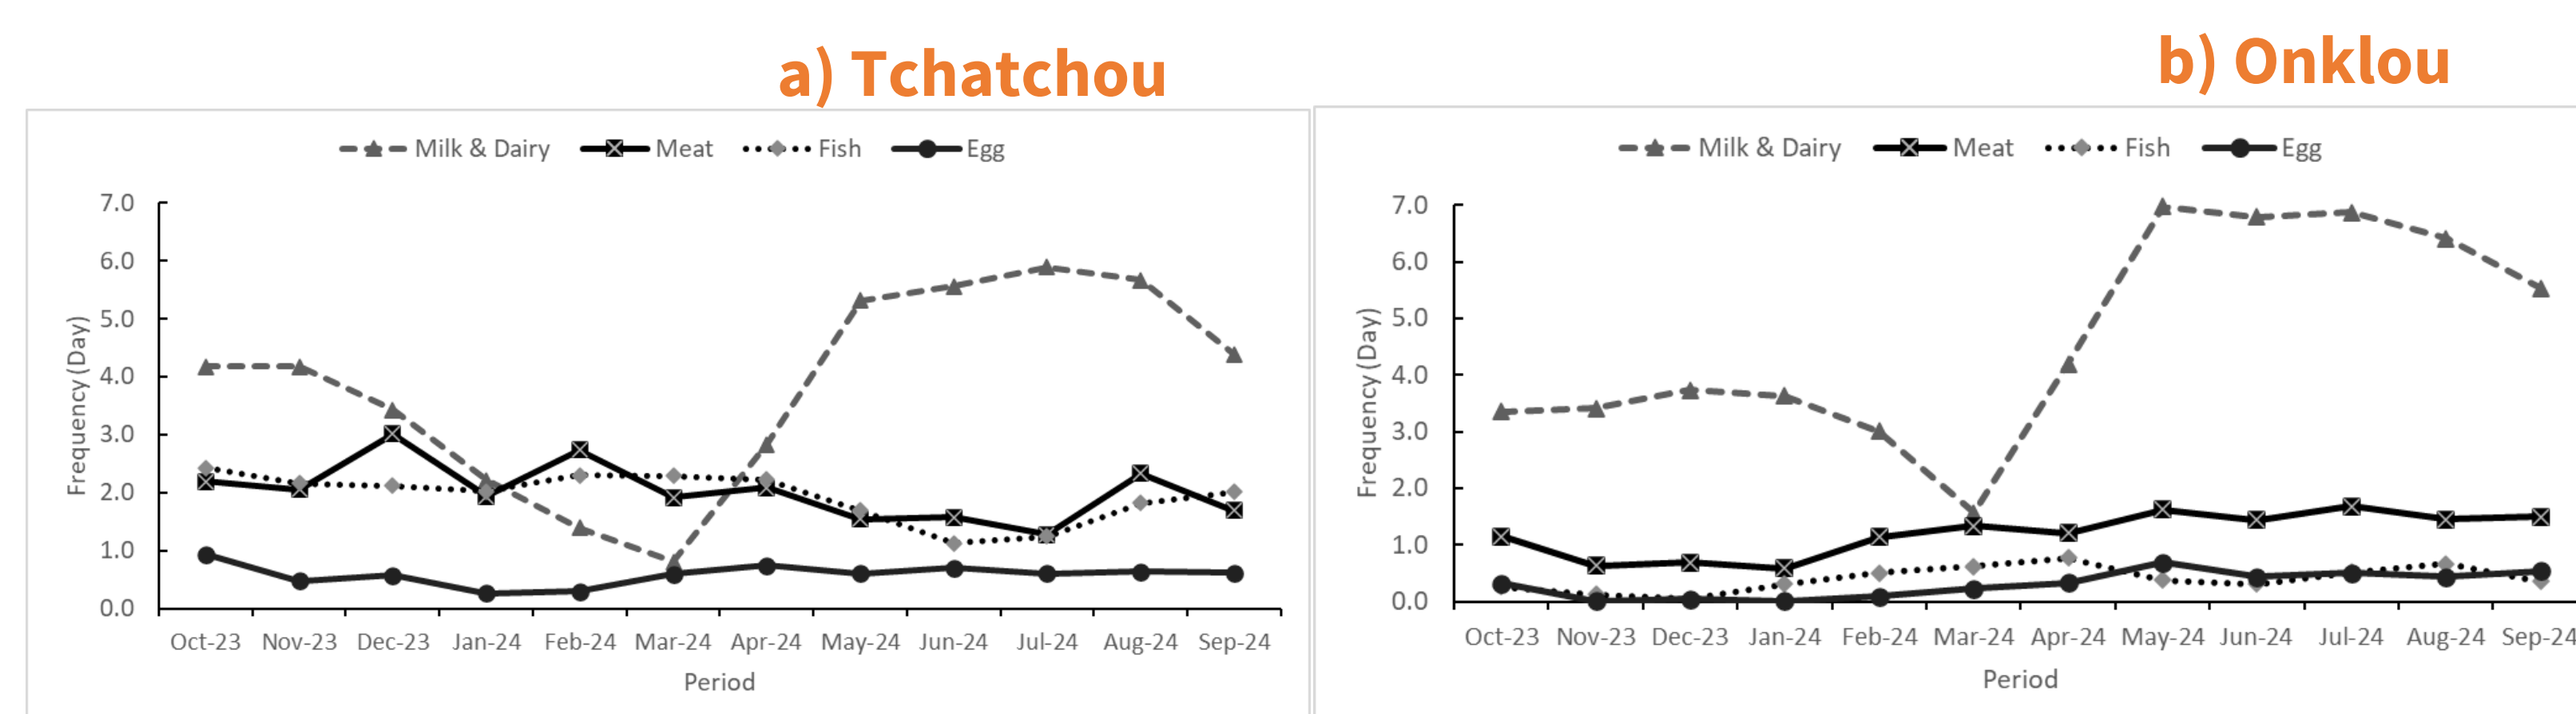 a) Tchatchou
Milk & Dairy Meat Fish Egg
7.0
6.0
5.0
4.0
3.0
2.0
1.0
0.0
Frequency (Day)
Oct-23 Nov-23 Dec-23 Jan-24 Feb-24 Mar-24 Apr-24 May-24 Jun-24 Jul-24 Aug-24 Sep-24
Period
b) Onklou
Milk & Dairy Meat Fish Egg
7.0
6.0
5.0
4.0
3.0
2.0
1.0
0.0
Frequency (Day)
Oct-23 Nov-23 Dec-23 Jan-24 Feb-24 Mar-24 Apr-24 May-24 Jun-24 Jul-24 Aug-24 Sep-24
Period